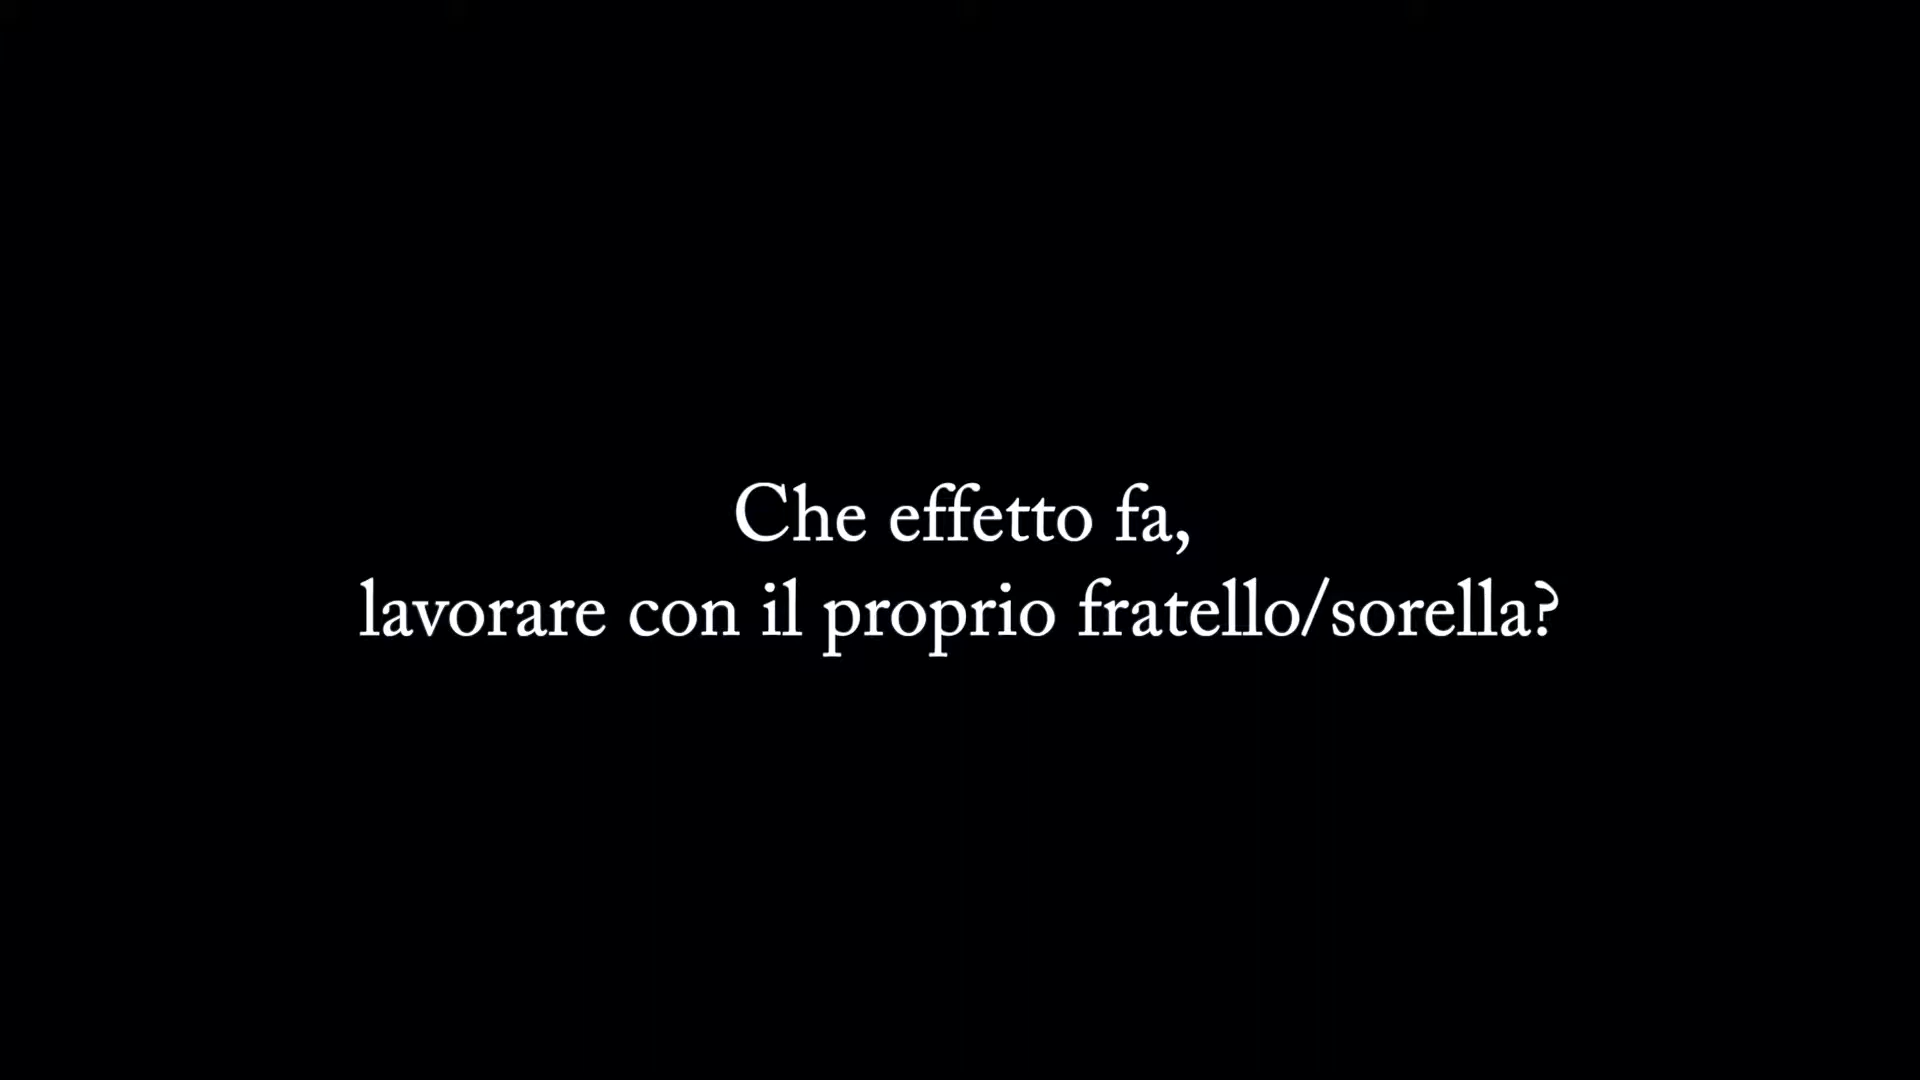 Che effetto fa,
lavorare con il proprio fratello/sorella?